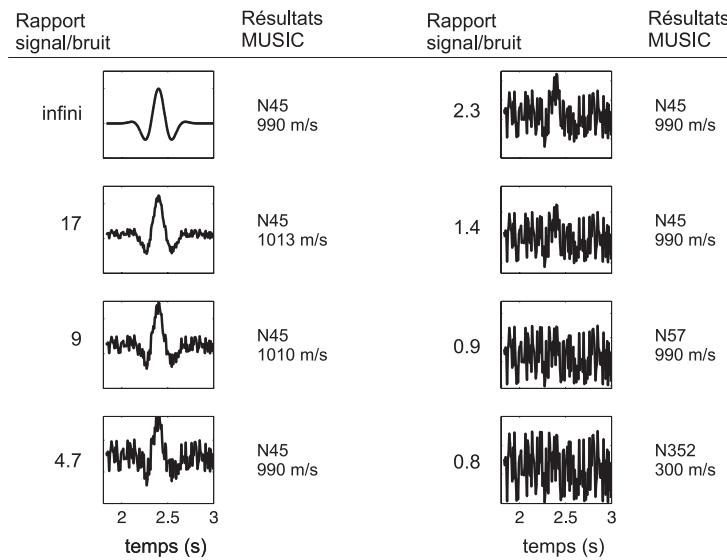 Rapport
signal/bruit
Résultats
MUSIC
infini
N45
990 m/s
17
N45
1013 m/s
9
N45
1010 m/s
4.7
N45
990 m/s
2
2.5
3
temps (s)
Rapport
signal/bruit
Résultats
MUSIC
2.3
N45
990 m/s
1.4
N45
990 m/s
0.9
N57
990 m/s
0.8
N352
300 m/s
2
2.5
3
temps (s)